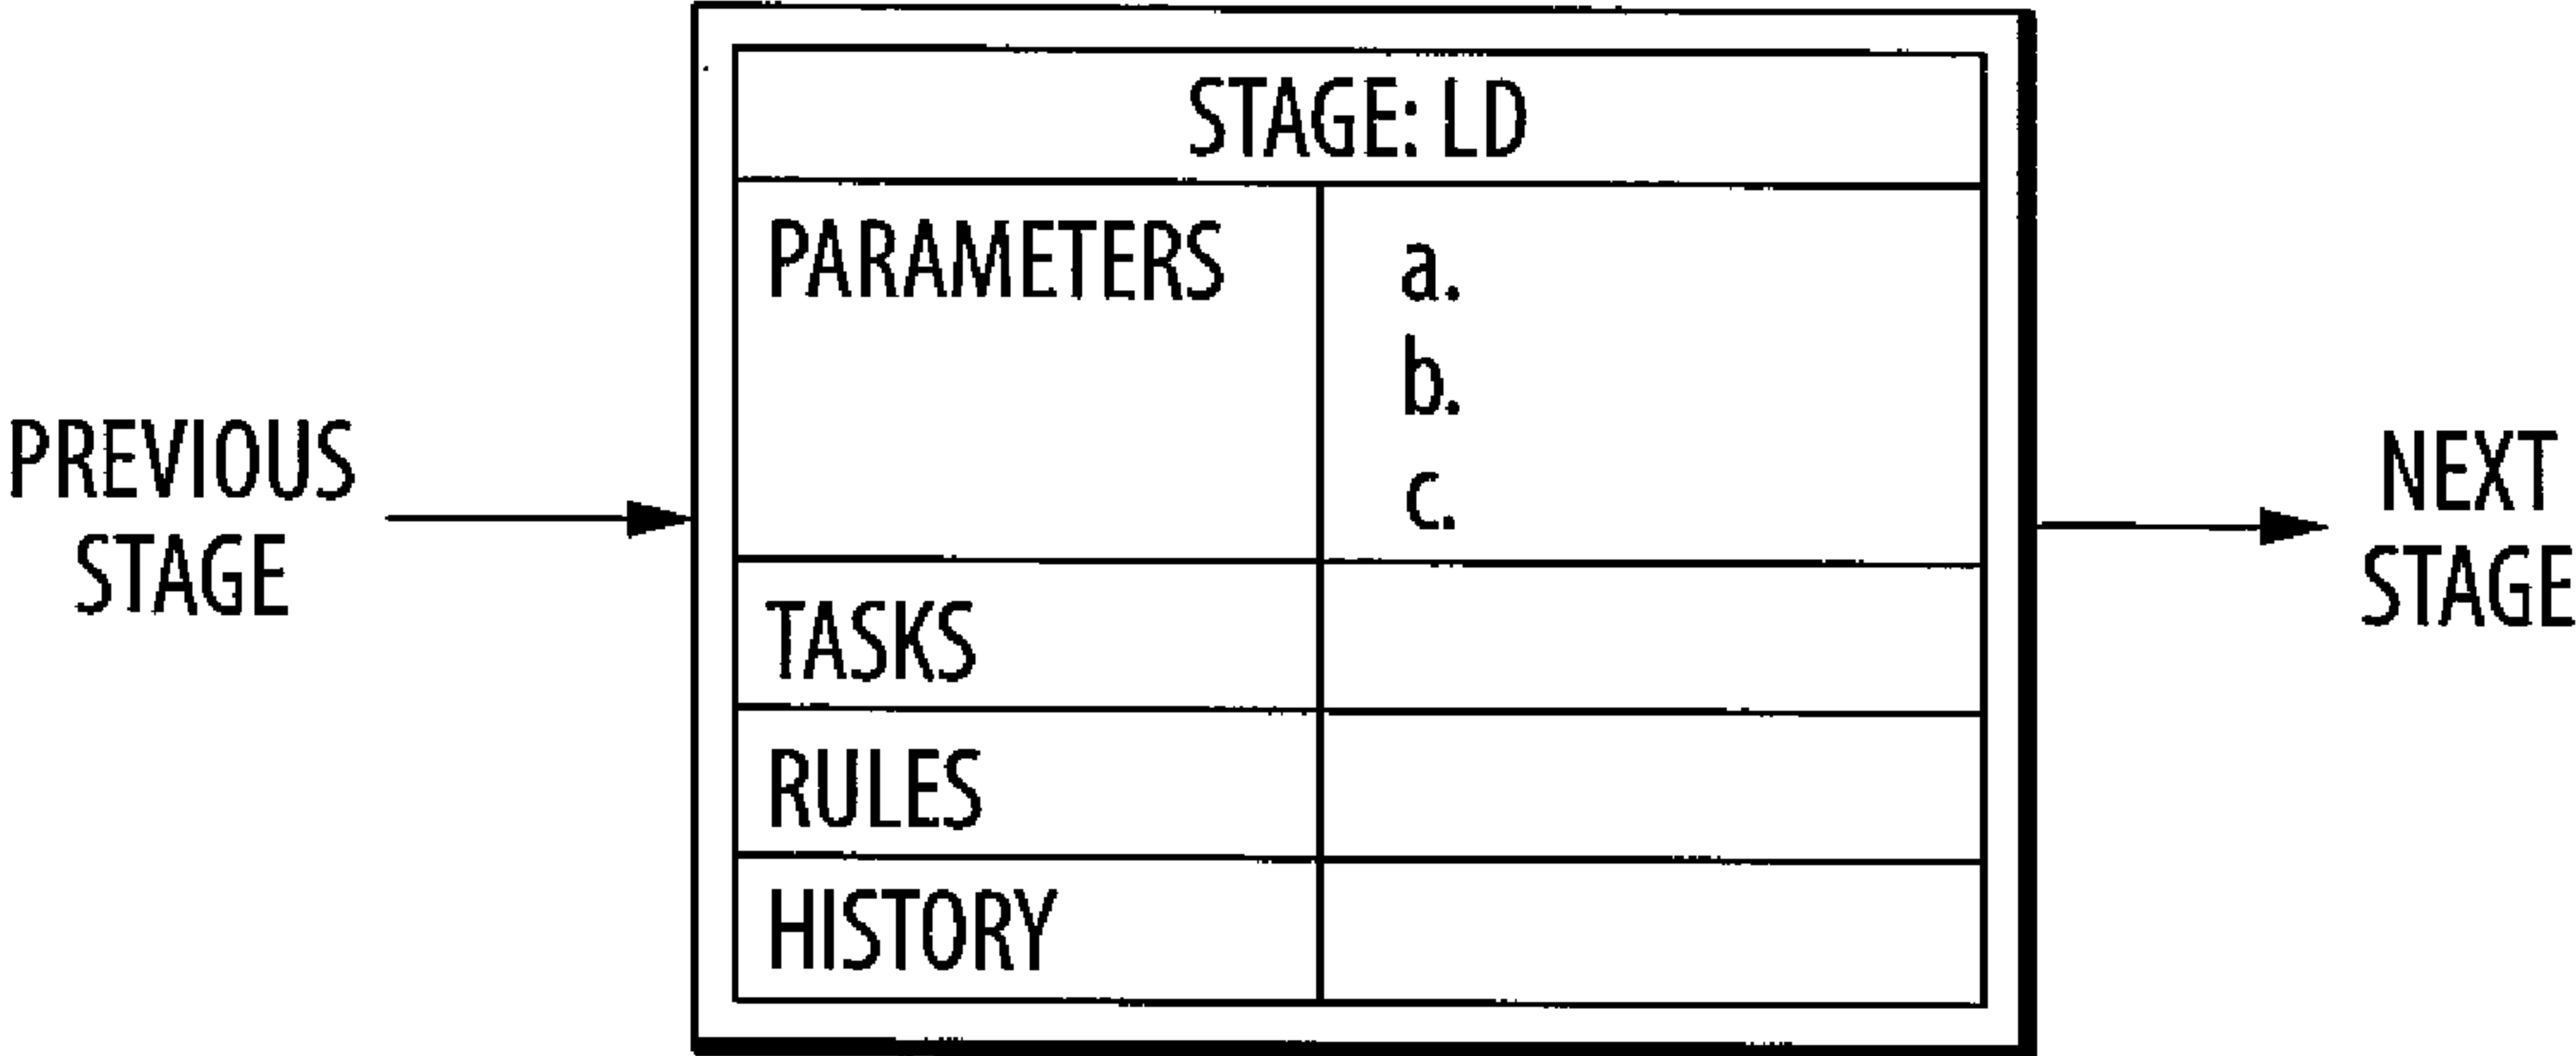 PREVIOUS
STAGE
STAGE: LD
PARAMETERS
a.
b.
c.
TASKS
RULES
HISTORY
NEXT
STAGE